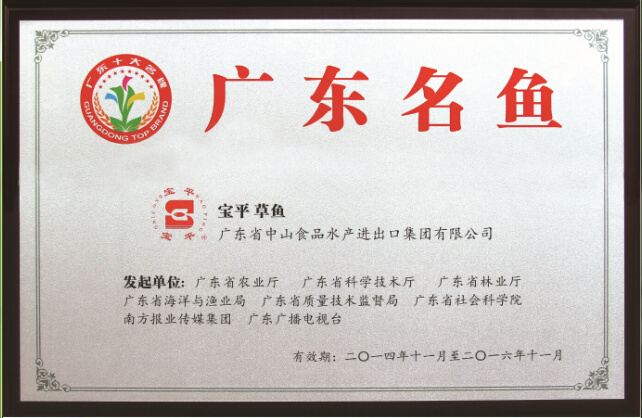 广东十大名牌
GUANGDONG TOP BRAND
广东名鱼
宝平
BAO PING
宝平草鱼
广东省中山食品水产进出口集团有限公司
发起单位: 广东省农业厅 广东省科学技术厅 广东省林业厅
广东省海洋与渔业局 广东省质量技术监督局 广东省社会科学院
南方报业传媒集团 广东广播电视台
有效期: 二〇一四年十一月至二〇一六年十一月